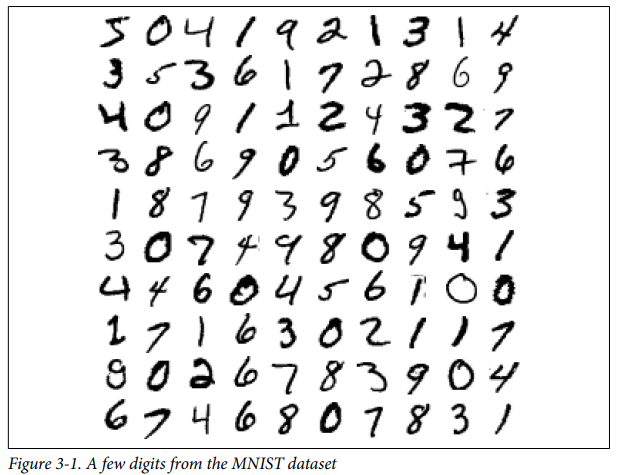 5 0 4 1 9 2 1 3 1 4
3 5 3 6 1 7 2 8 6 9
4 0 9 1 1 2 4 3 2 7
3 8 6 9 0 5 6 0 7 6
1 8 7 9 3 9 8 5 9 3
3 0 7 4 9 8 0 9 4 1
4 4 6 0 4 5 6 1 0 0
1 7 1 6 3 0 2 1 1 7
9 0 2 6 7 8 3 9 0 4
6 7 4 6 8 0 7 8 3 1
Figure 3-1. A few digits from the MNIST dataset